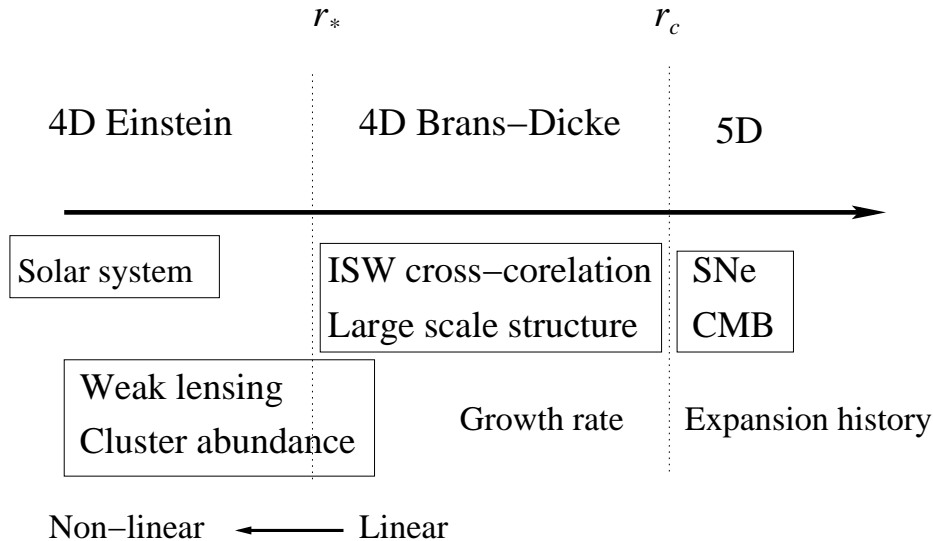 r* r_c
4D Einstein 4D Brans−Dicke 5D
Solar system
ISW cross−corelation
Large scale structure
SNe
CMB
Weak lensing
Cluster abundance
Growth rate Expansion history
Non−linear Linear